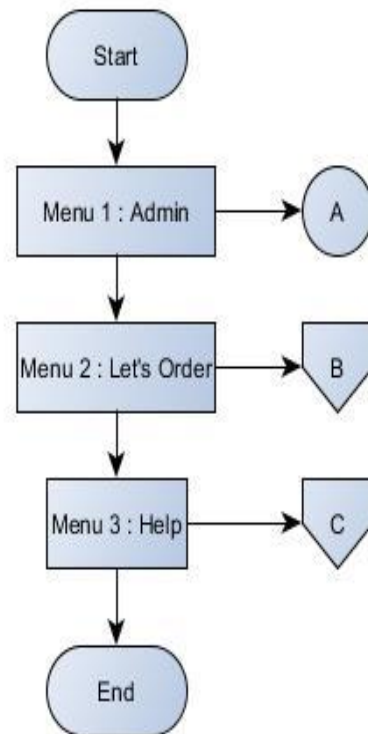 Start
Menu 1 : Admin
A
Menu 2 : Let's Order
B
Menu 3 : Help
C
End